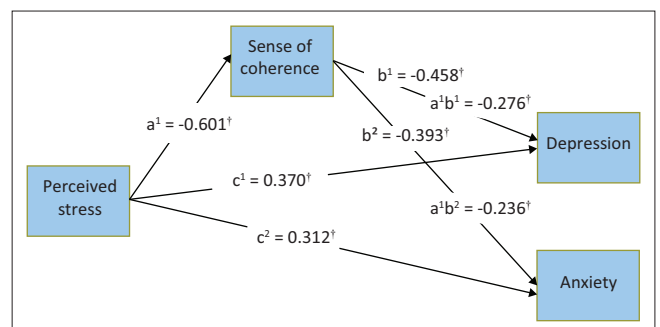 Sense of
coherence
b¹ = -0.458†
a¹b¹ = -0.276†
a¹ = -0.601†
b² = -0.393†
Depression
Perceived
stress
c¹ = 0.370†
a¹b² = -0.236†
c² = 0.312†
Anxiety